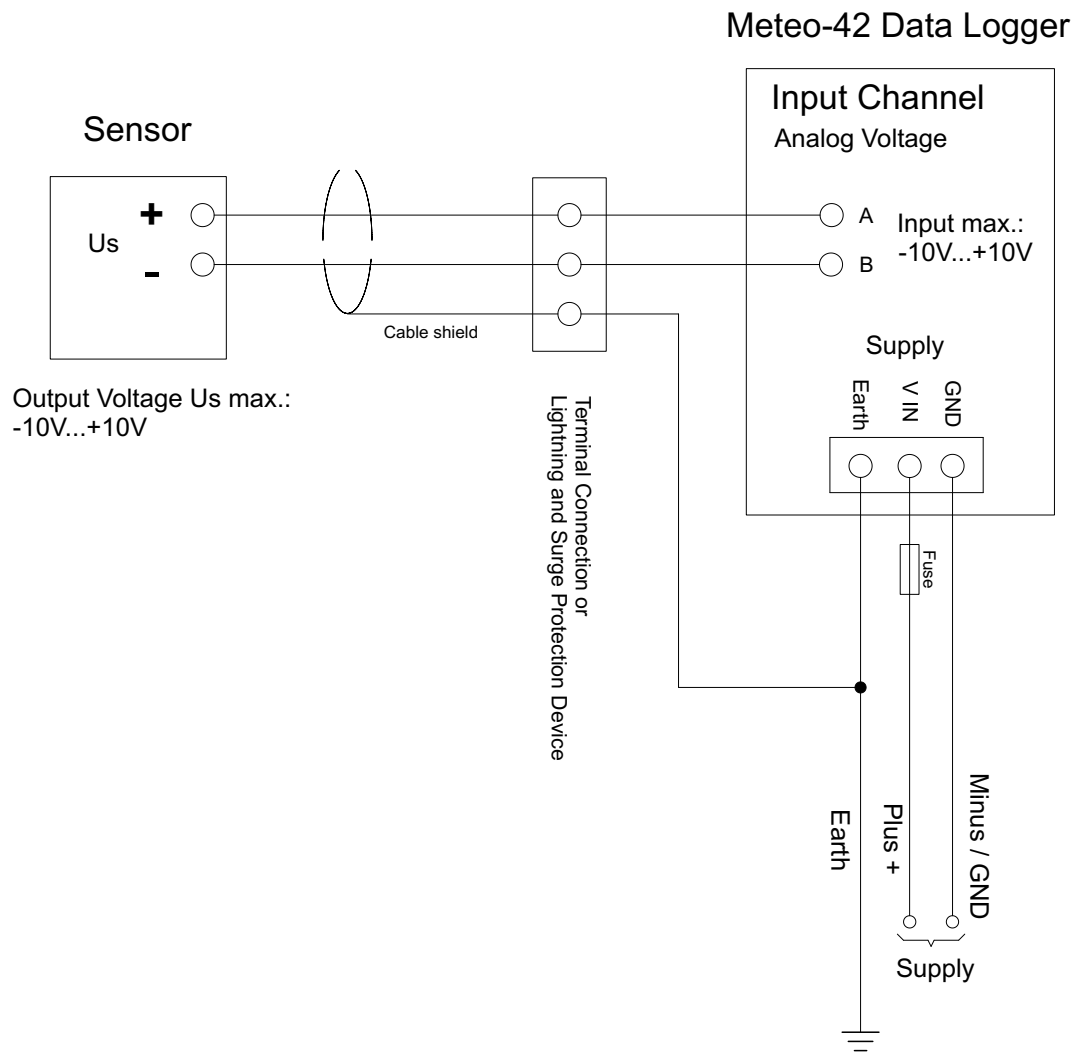 Meteo-42 Data Logger
Input Channel
Analog Voltage
Sensor
+
Us
-
A
B
Input max.:
-10V...+10V
Cable shield
Output Voltage Us max.:
-10V...+10V
Terminal Connection or
Lightning and Surge Protection Device
Supply
Earth
V IN
GND
Fuse
Earth
Plus +
Minus / GND
Supply